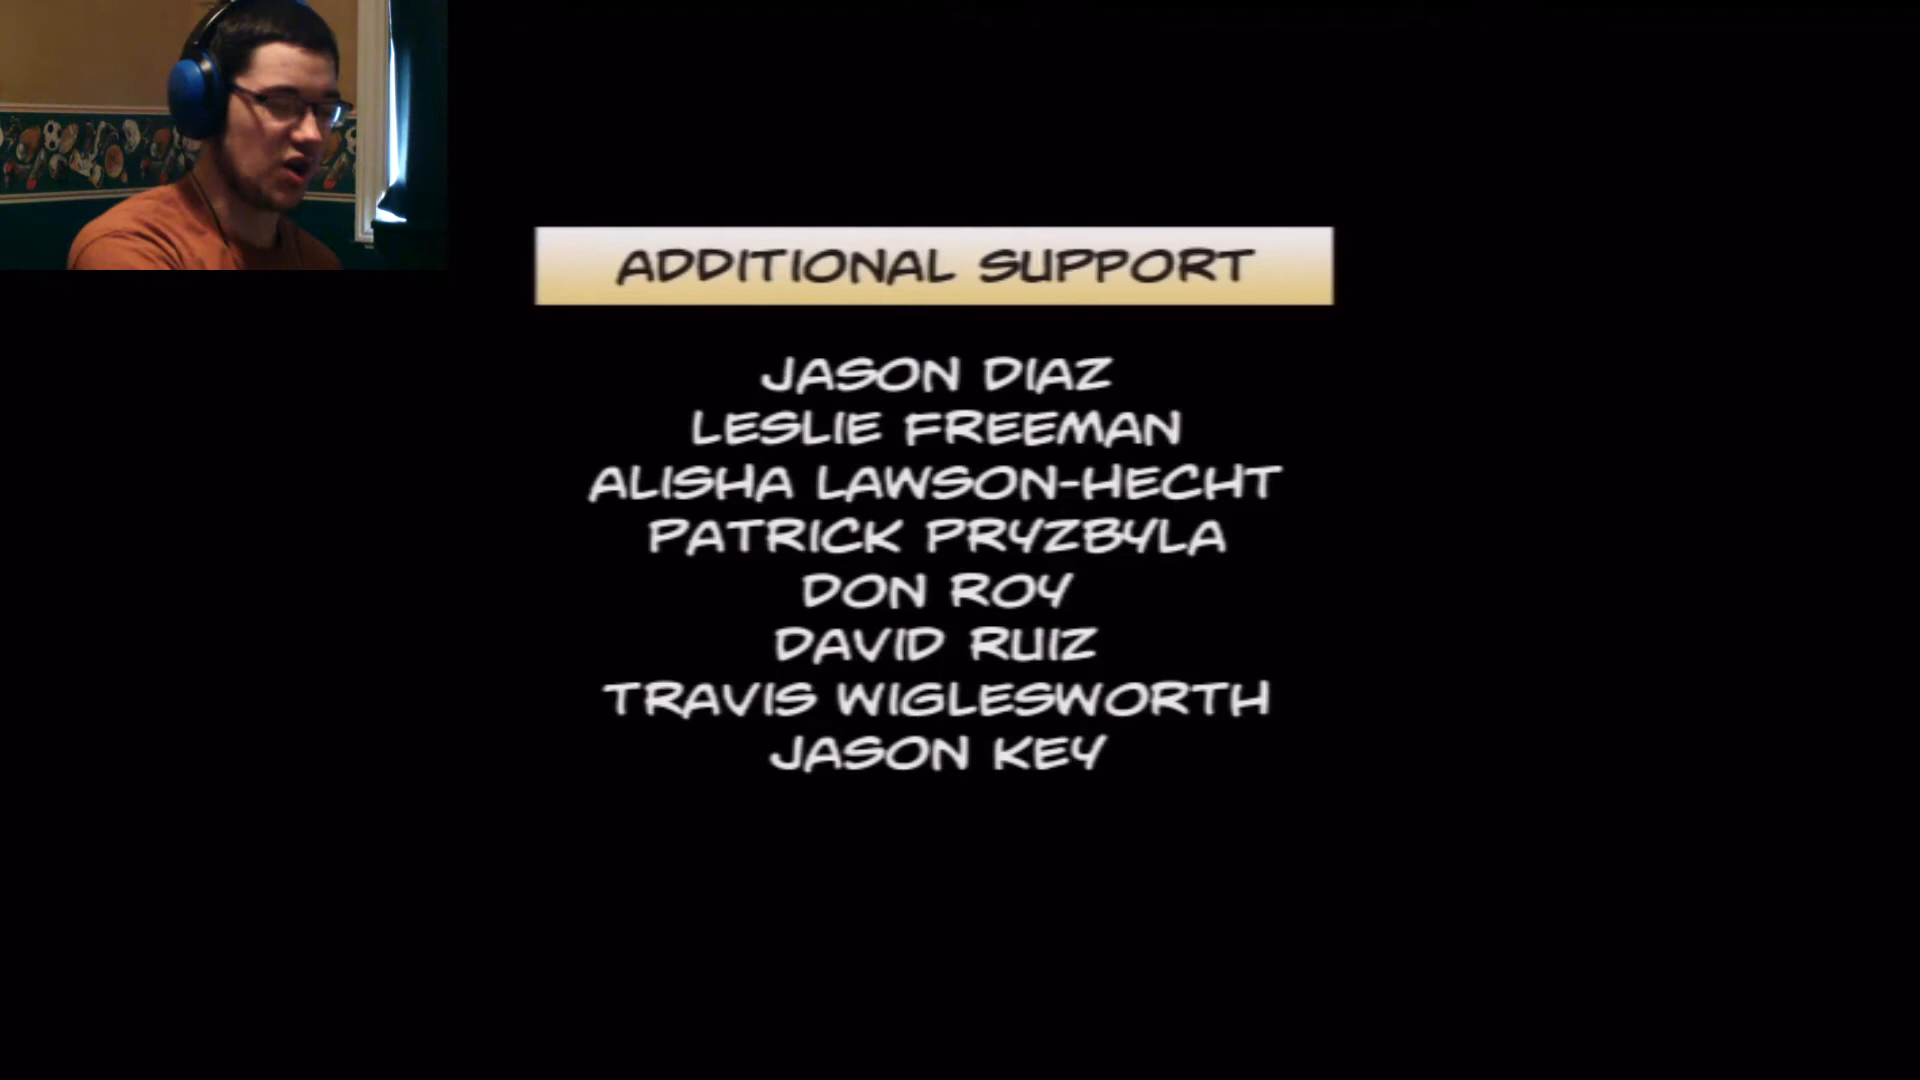 ADDITIONAL SUPPORT
JASON DIAZ
LESLIE FREEMAN
ALISHA LAWSON-HECHT
PATRICK PRYZBYLA
DON ROY
DAVID RUIZ
TRAVIS WIGLESWORTH
JASON KEY